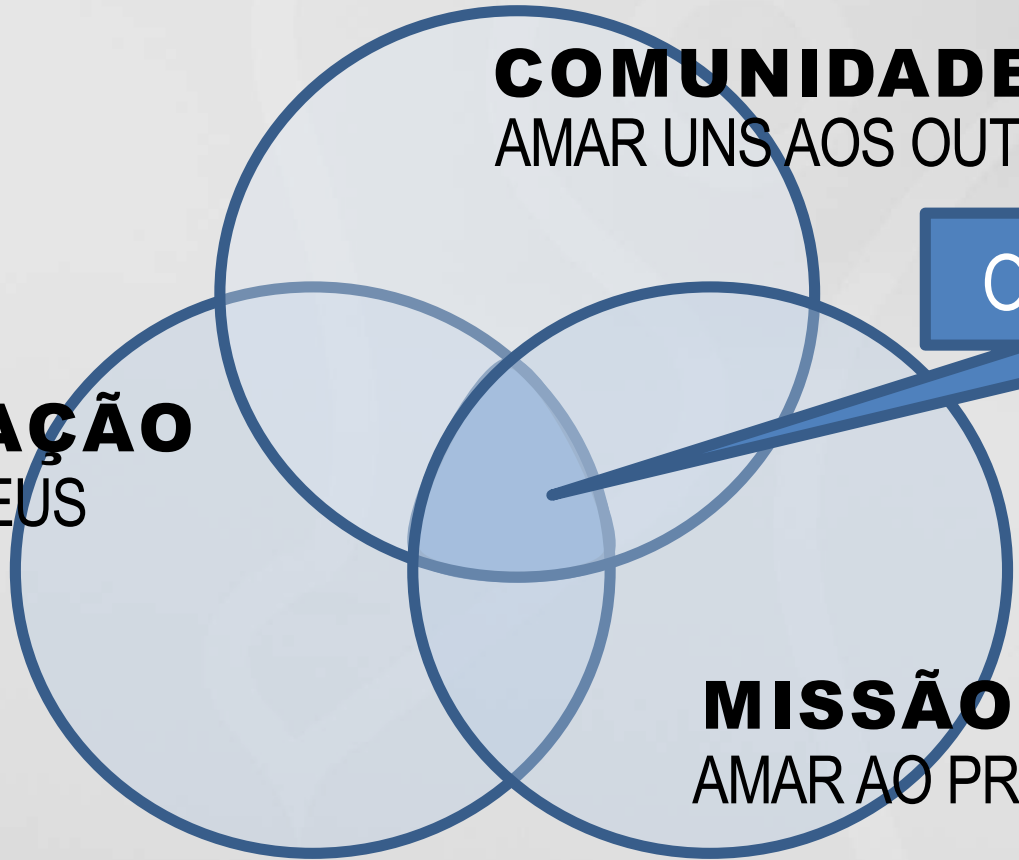 COMUNIDADE
AMAR UNS AOS OUT
AÇÃO
EUS
MISSÃO
AMAR AO PR